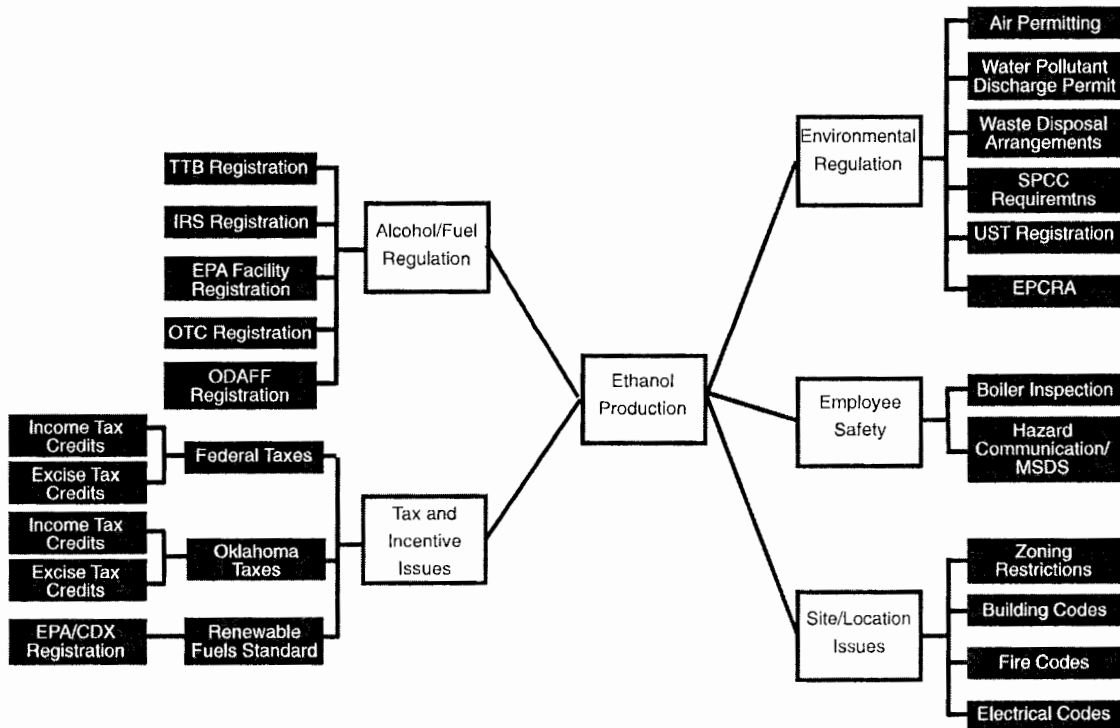 TTB Registration
IRS Registration
EPA Facility
Registration
OTC Registration
ODAFF
Registration
Alcohol/Fuel
Regulation
Income Tax
Credits
Excise Tax
Credits
Federal Taxes
Income Tax
Credits
Excise Tax
Credits
Oklahoma
Taxes
EPA/CDX
Registration
Renewable
Fuels Standard
Tax and
Incentive
Issues
Ethanol
Production
Environmental
Regulation
Air Permitting
Water Pollutant
Discharge Permit
Waste Disposal
Arrangements
SPCC
Requiremtns
UST Registration
EPCRA
Employee
Safety
Boiler Inspection
Hazard
Communication/
MSDS
Site/Location
Issues
Zoning
Restrictions
Building Codes
Fire Codes
Electrical Codes